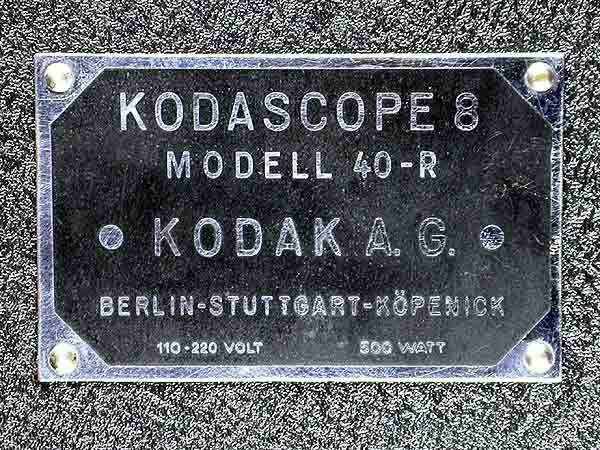 KODASCOPE 8
MODELL 40-R
KODAK A. G.
BERLIN-STUTTGART-KÖPENICK
110-220 VOLT 500 WATT